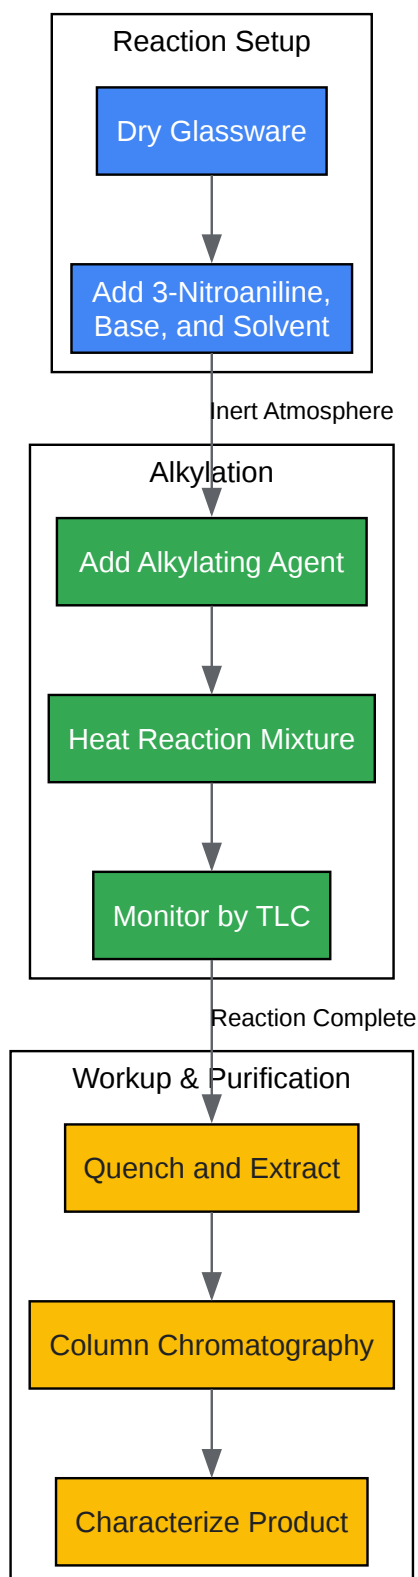 Reaction Setup
Dry Glassware
Add 3-Nitroaniline,
Base, and Solvent
Inert Atmosphere
Alkylation
Add Alkylating Agent
Heat Reaction Mixture
Monitor by TLC
Reaction Complete
Workup & Purification
Quench and Extract
Column Chromatography
Characterize Product